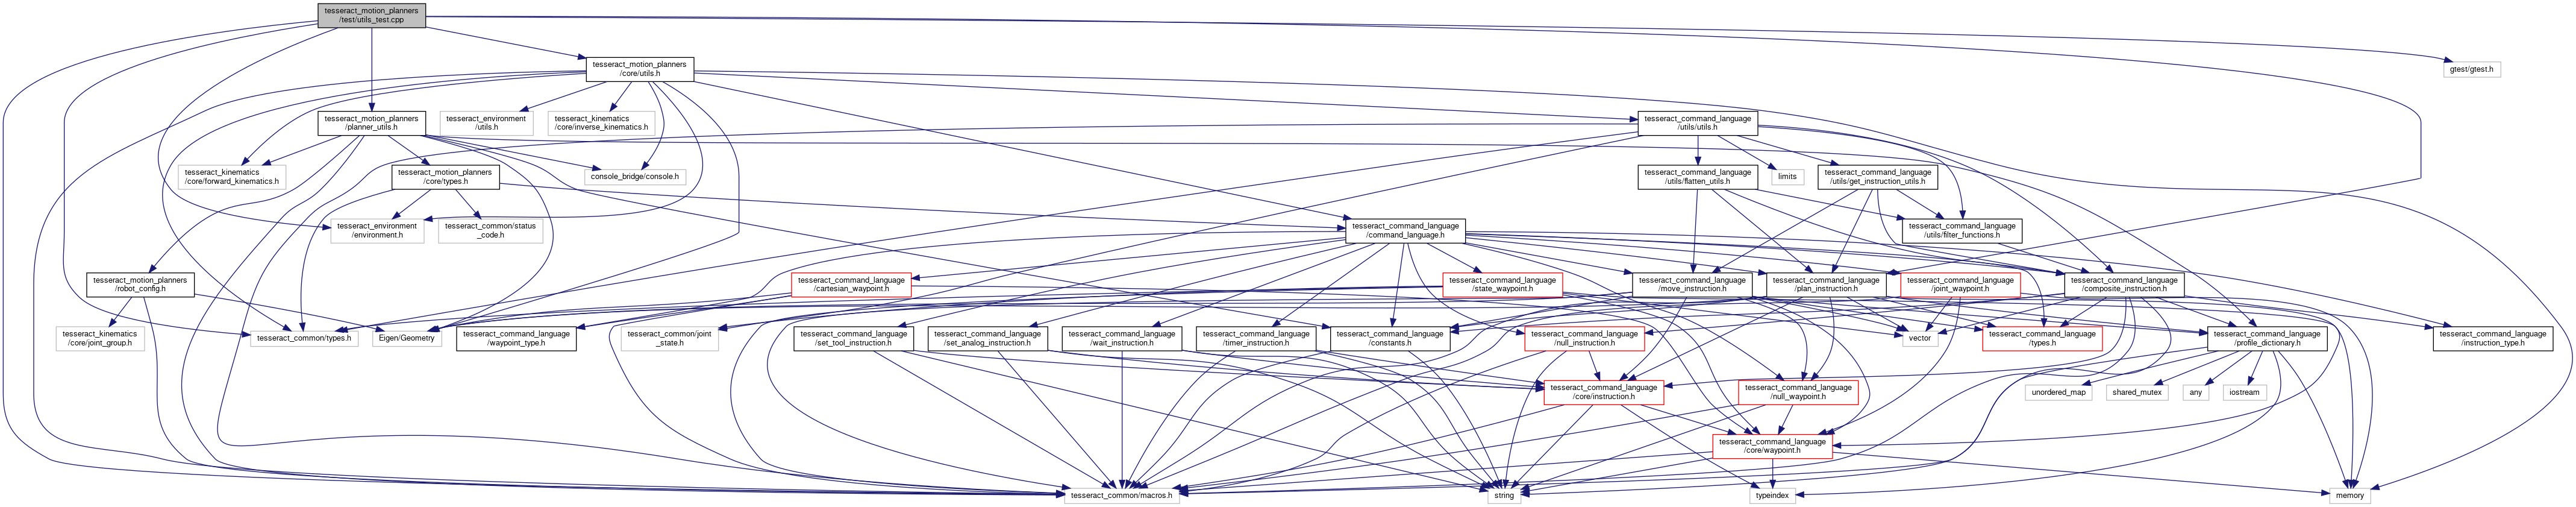 tesseract_motion_planners
/test/utils_test.cpp
tesseract_motion_planners
/core/utils.h
gtest/gtest.h
tesseract_motion_planners
/planner_utils.h
tesseract_environment
/utils.h
tesseract_kinematics
/core/inverse_kinematics.h
tesseract_command_language
/utils/utils.h
tesseract_kinematics
/core/forward_kinematics.h
tesseract_motion_planners
/core/types.h
console_bridge/console.h
tesseract_command_language
/utils/flatten_utils.h
limits
tesseract_command_language
/utils/get_instruction_utils.h
tesseract_environment
/environment.h
tesseract_common/status
_code.h
tesseract_command_language
/command_language.h
tesseract_command_language
/utils/filter_functions.h
tesseract_motion_planners
/robot_config.h
tesseract_command_language
/cartesian_waypoint.h
tesseract_command_language
/state_waypoint.h
tesseract_command_language
/move_instruction.h
tesseract_command_language
/plan_instruction.h
tesseract_command_language
/joint_waypoint.h
tesseract_command_language
/composite_instruction.h
tesseract_kinematics
/core/joint_group.h
tesseract_common/types.h
Eigen/Geometry
tesseract_command_language
/waypoint_type.h
tesseract_common/joint
_state.h
tesseract_command_language
/set_tool_instruction.h
tesseract_command_language
/set_analog_instruction.h
tesseract_command_language
/wait_instruction.h
tesseract_command_language
/timer_instruction.h
tesseract_command_language
/constants.h
tesseract_command_language
/null_instruction.h
vector
tesseract_command_language
/types.h
tesseract_command_language
/profile_dictionary.h
tesseract_command_language
/instruction_type.h
tesseract_command_language
/core/instruction.h
tesseract_command_language
/null_waypoint.h
unordered_map
shared_mutex
any
iostream
tesseract_command_language
/core/waypoint.h
tesseract_common/macros.h
string
typeindex
memory